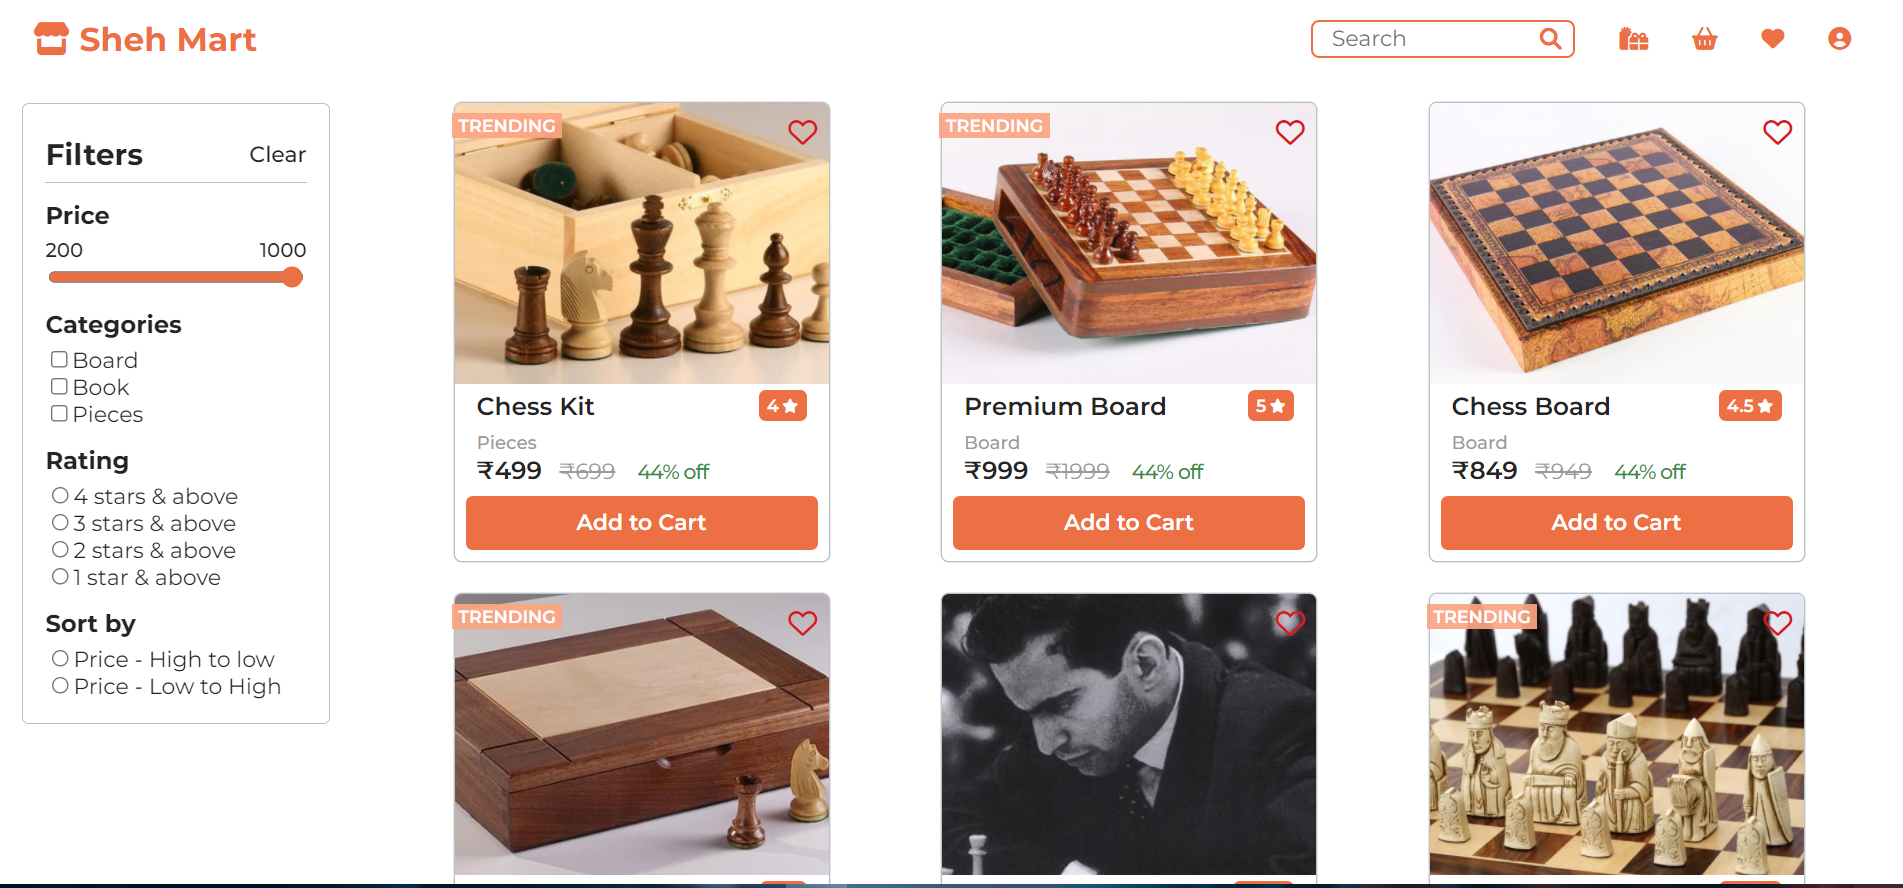 Sheh Mart
Search
Filters
Clear
Price
200
1000
Categories
Board
Book
Pieces
Rating
4 stars & above
3 stars & above
2 stars & above
1 star & above
Sort by
Price - High to low
Price - Low to High
TRENDING
Chess Kit
4
Pieces
₹499 ₹699 44% off
Add to Cart
TRENDING
Premium Board
5
Board
₹999 ₹1999 44% off
Add to Cart
Chess Board
4.5
Board
₹849 ₹949 44% off
Add to Cart
TRENDING
TRENDING